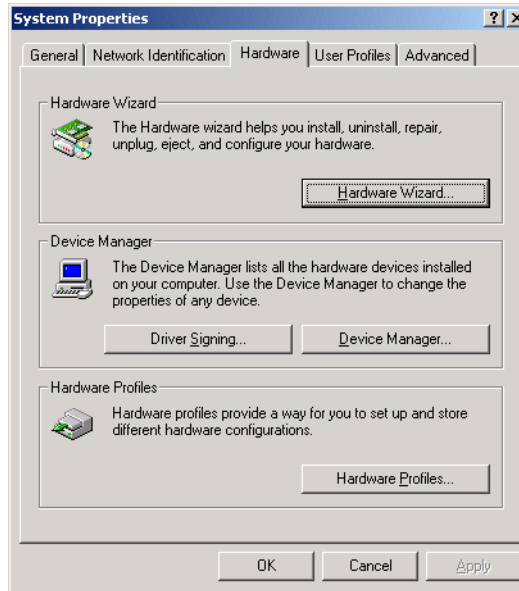 System Properties
General Network Identification Hardware User Profiles Advanced
Hardware Wizard
The Hardware wizard helps you install, uninstall, repair,
unplug, eject, and configure your hardware.
Hardware Wizard...
Device Manager
The Device Manager lists all the hardware devices installed
on your computer. Use the Device Manager to change the
properties of any device.
Driver Signing... Device Manager...
Hardware Profiles
Hardware profiles provide a way for you to set up and store
different hardware configurations.
Hardware Profiles...
OK Cancel Apply